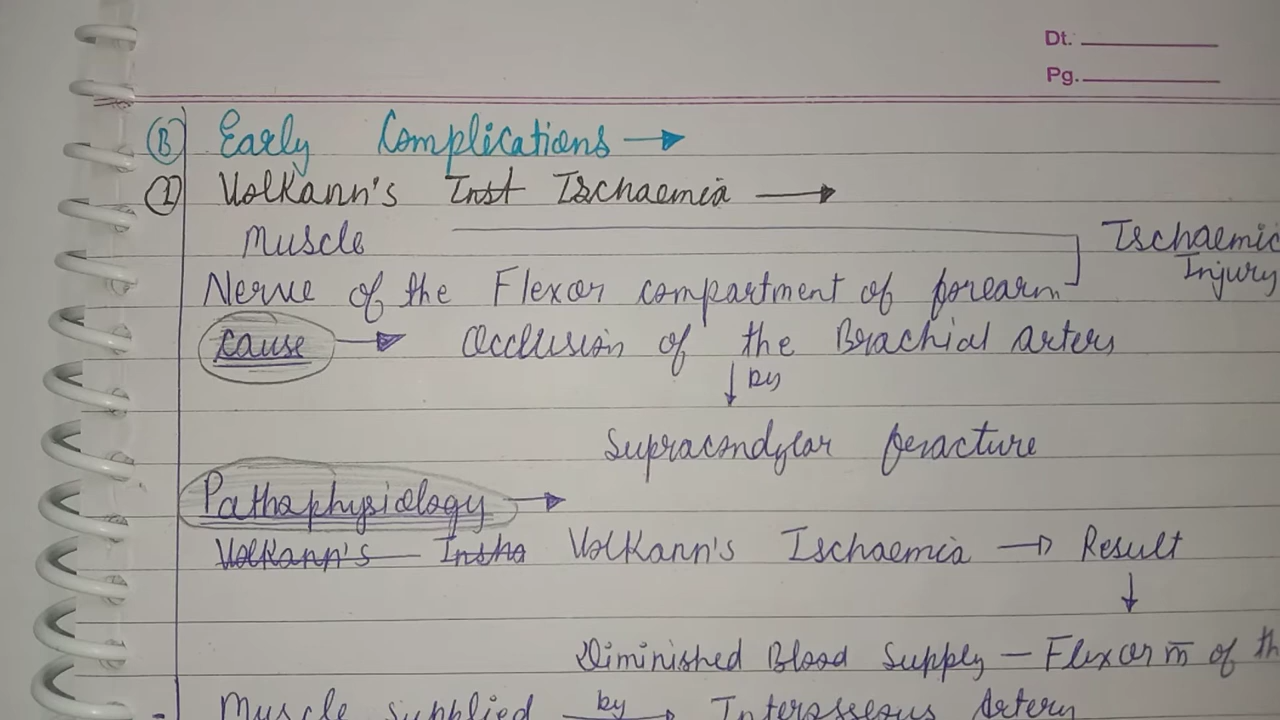 Dt.
Pg.
(B) Early Complications →
(1) Volkann's Inst Ischaemia →
Muscle
Ischaemic
Injury
Nerve of the Flexor compartment of forearm
Cause → Occlusion of the Brachial artery
↓ by
Supracondylar feracture
Pathophysiology →
Volkann's Insha Volkann's Ischaemia → Result
↓
Diminished Blood Supply – Flexor m̄ of th
- Muscle supplied by → Interosseous Artery